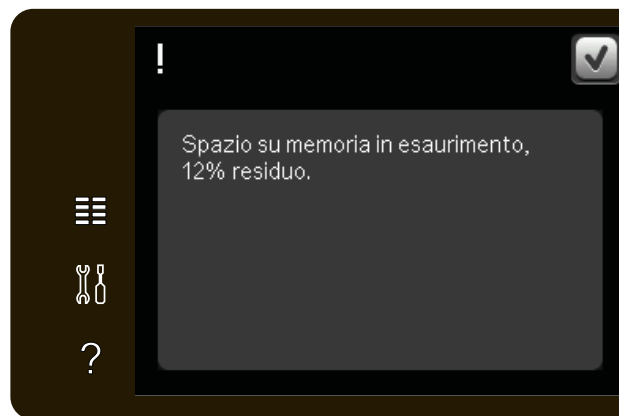 !
Spazio su memoria in esaurimento,
12% residuo.
?